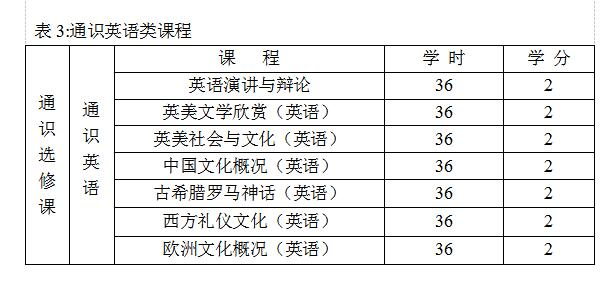 表 3:通识英语类课程
课 程 学 时 学 分
通识选修课
通识英语
英语演讲与辩论 36 2
英美文学欣赏（英语） 36 2
英美社会与文化（英语） 36 2
中国文化概况（英语） 36 2
古希腊罗马神话（英语） 36 2
西方礼仪文化（英语） 36 2
欧洲文化概况（英语） 36 2